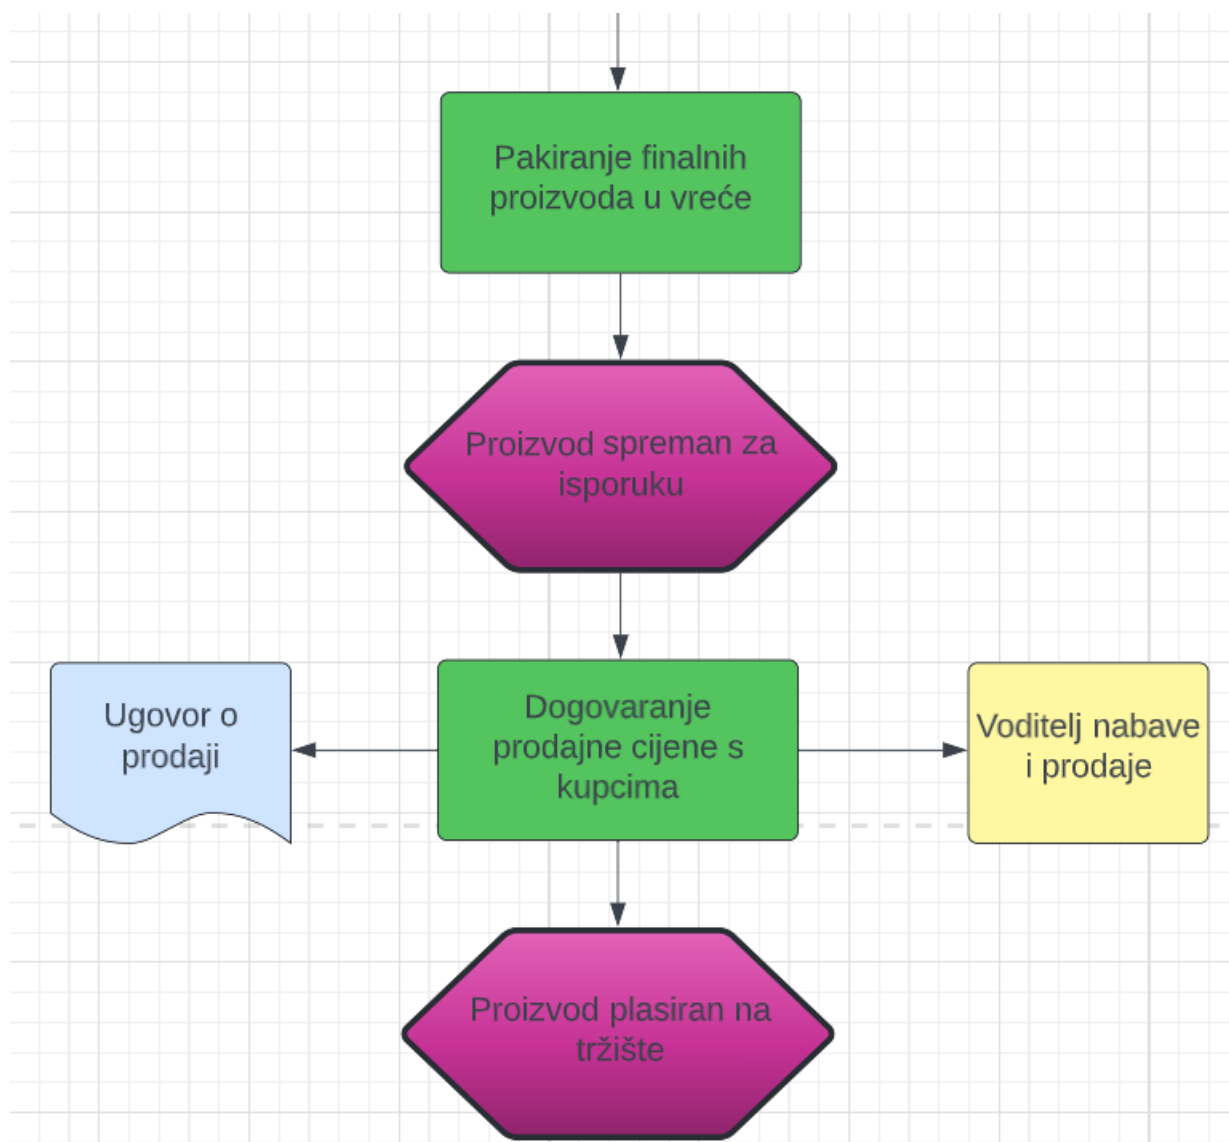 Pakiranje finalnih
proizvoda u vreće
Proizvod spreman za
isporuku
Ugovor o
prodaji
Dogovaranje
prodajne cijene s
kupcima
Voditelj nabave
i prodaje
Proizvod plasiran na
tržište